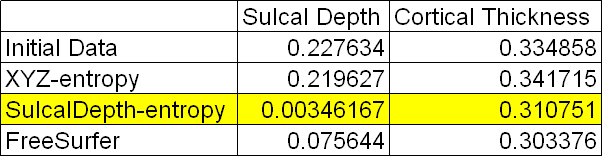 Sulcal Depth Cortical Thickness
Initial Data 0.227634 0.334858
XYZ-entropy 0.219627 0.341715
SulcalDepth-entropy 0.00346167 0.310751
FreeSurfer 0.075644 0.303376